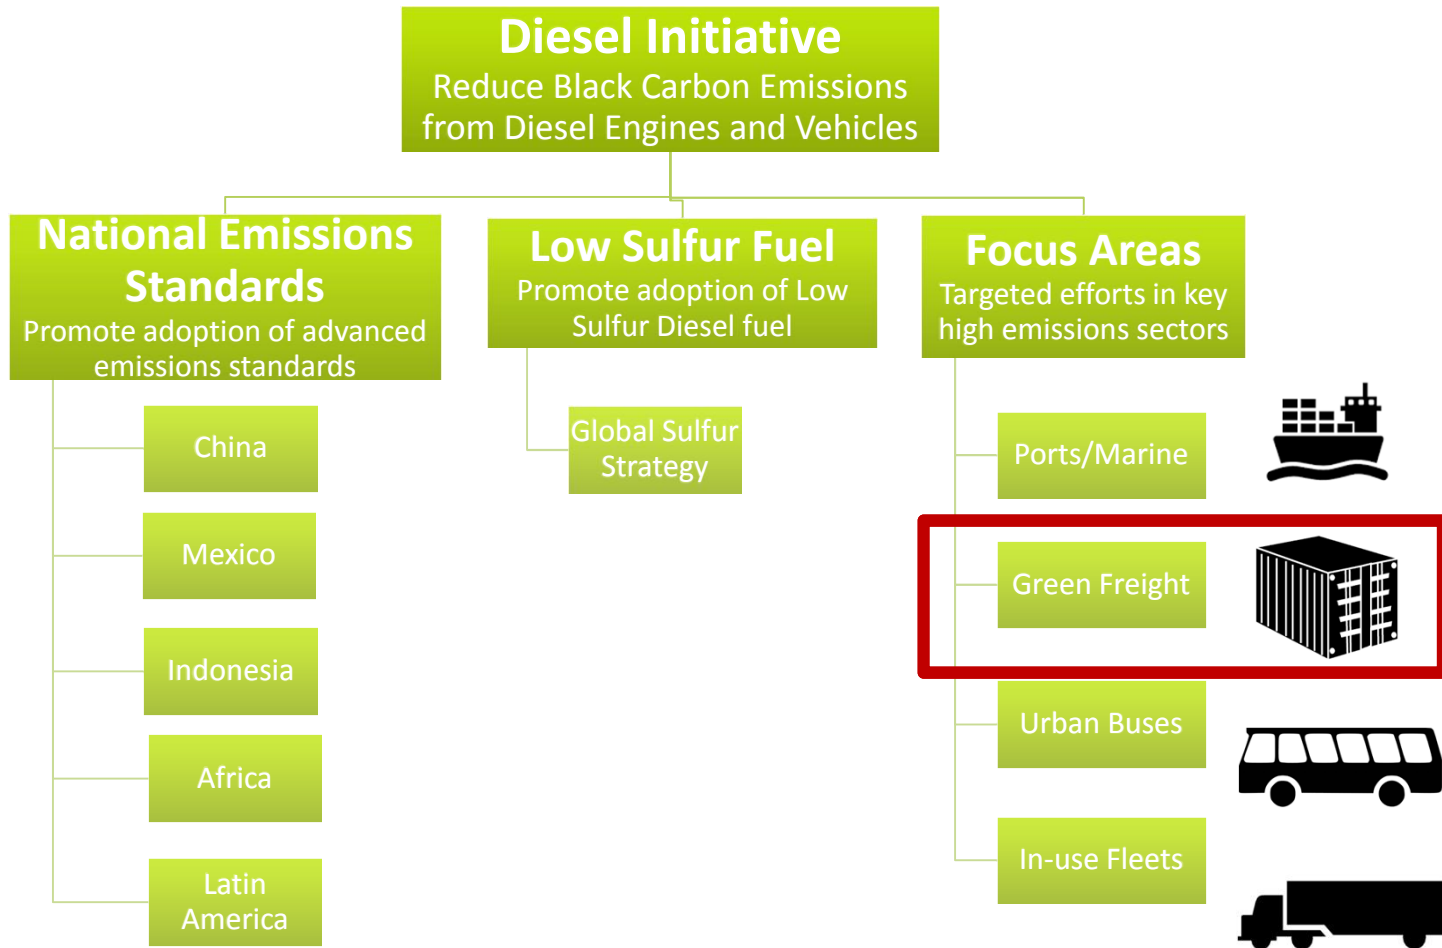 Diesel Initiative
Reduce Black Carbon Emissions
from Diesel Engines and Vehicles
National Emissions
Standards
Promote adoption of advanced
emissions standards
China
Mexico
Indonesia
Africa
Latin
America
Low Sulfur Fuel
Promote adoption of Low
Sulfur Diesel fuel
Global Sulfur
Strategy
Focus Areas
Targeted efforts in key
high emissions sectors
Ports/Marine
Green Freight
Urban Buses
In-use Fleets